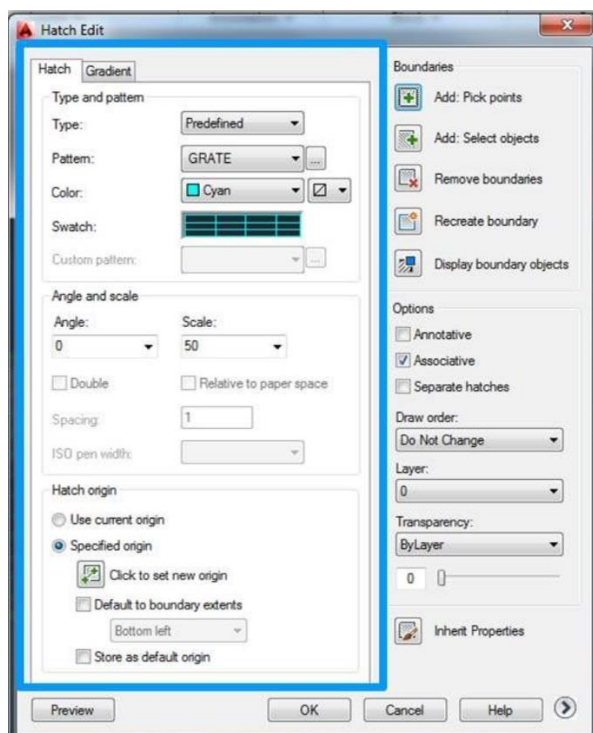 Hatch Edit
Hatch
Gradient
Type and pattern
Type:
Predefined
Pattern:
GRATE
...
Color:
Cyan
Swatch:
Custom pattern:
...
Angle and scale
Angle:
Scale:
0
50
Double
Relative to paper space
Spacing:
1
ISO pen width:
Hatch origin
Use current origin
Specified origin
Click to set new origin
Default to boundary extents
Bottom left
Store as default origin
Boundaries
Add: Pick points
Add: Select objects
Remove boundaries
Recreate boundary
Display boundary objects
Options
Annotative
Associative
Separate hatches
Draw order:
Do Not Change
Layer:
0
Transparency:
ByLayer
0
Inherit Properties
Preview
OK
Cancel
Help